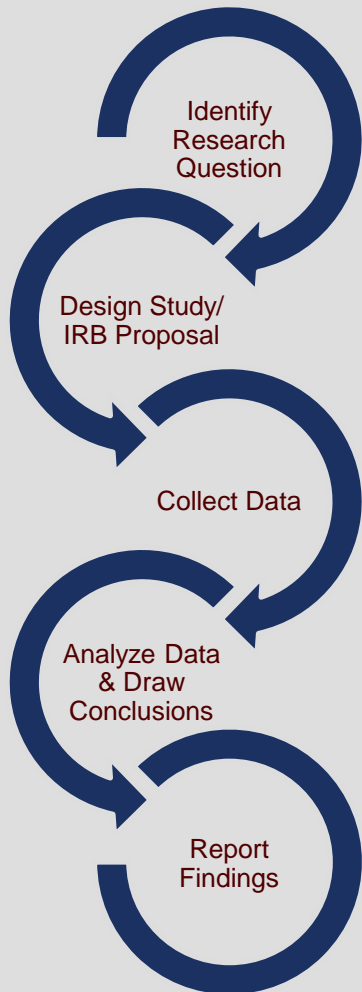 Identify
Research
Question
Design Study/
IRB Proposal
Collect Data
Analyze Data
& Draw
Conclusions
Report
Findings